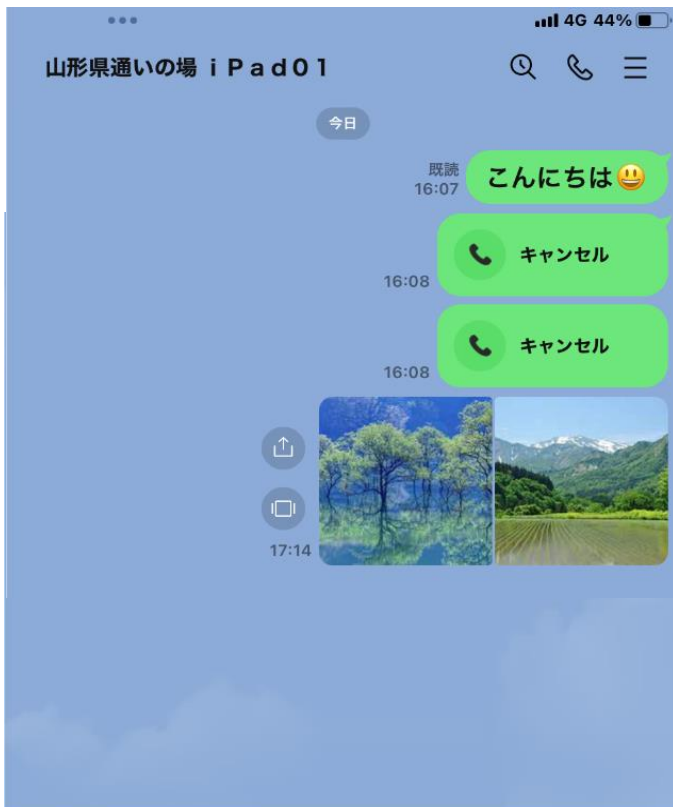 4G 44%
山形県通いの場 ｉＰａｄ０１
今日
既読
16:07
こんにちは😃
キャンセル
16:08
キャンセル
16:08
17:14